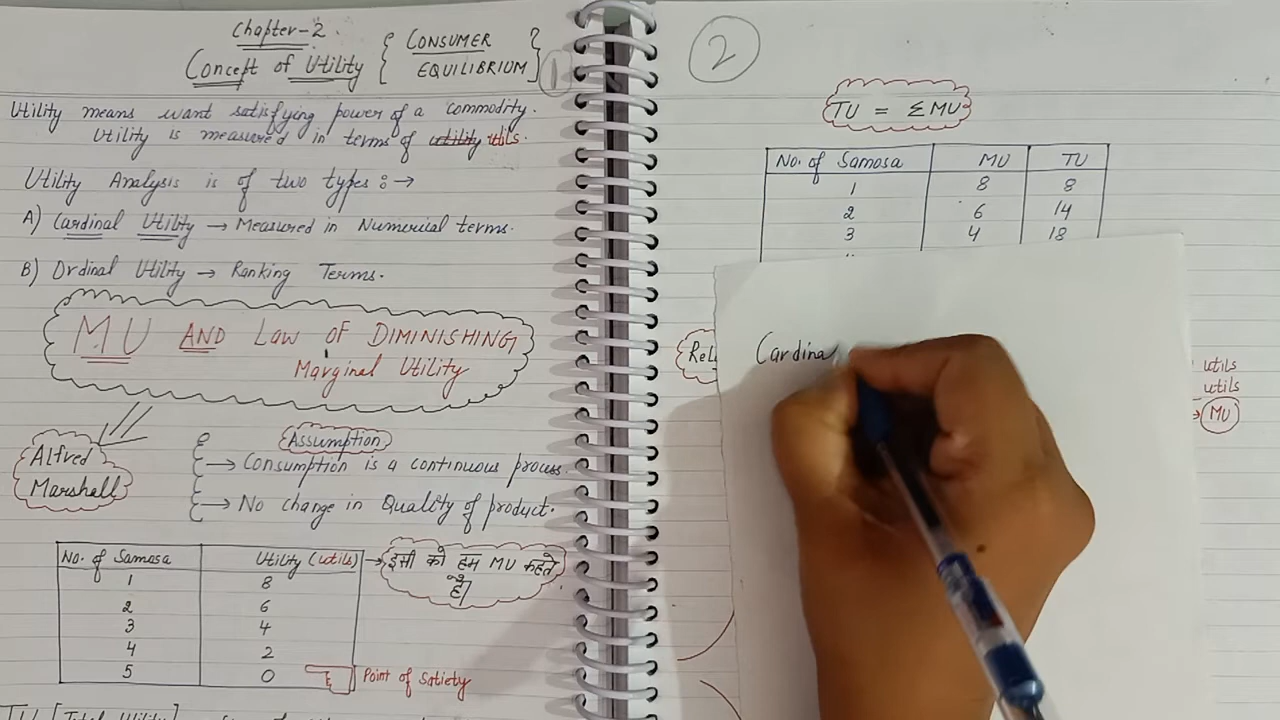 Chapter-2.
Concept of Utility { CONSUMER EQUILIBRIUM }
1
Utility means want satisfying power of a commodity.
Utility is measured in terms of utility utils.
Utility Analysis is of two types :→
A) Cardinal Utility → Measured in Numerical terms.
B) Ordinal Utility → Ranking Terms.
MU AND LAW OF DIMINISHING
Marginal Utility
Alfred
Marshell
Assumption
→ Consumption is a continuous process.
→ No change in Quality of product.
No. of Samosa Utility (utils) → इसी को हम MU कहते
है।
1 8
2 6
3 4
4 2
5 0 Point of Satiety
TU [Total Utility]
2
TU = ΣMU
No. of Samosa MU TU
1 8 8
2 6 14
3 4 18
Cardina
utils
utils
→ MU